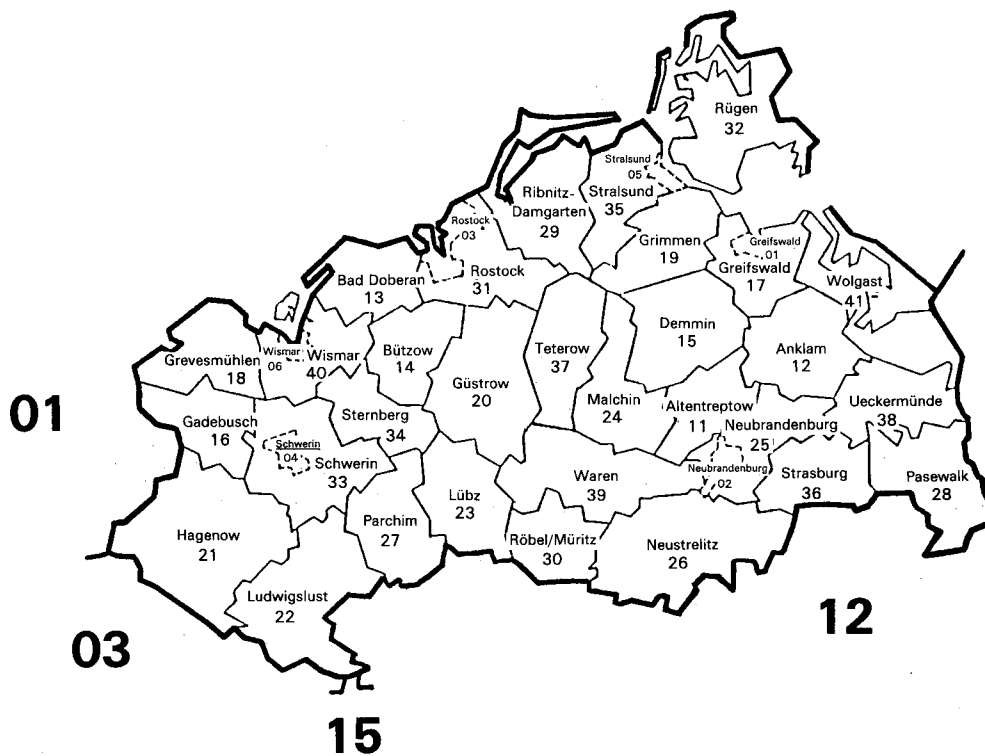 Rügen
32
Stralsund
05
Stralsund
35
Ribnitz-
Damgarten
29
Rostock
03
Rostock
31
Grimmen
19
Greifswald
01
Greifswald
17
Wolgast
41
Bad Doberan
13
Demmin
15
Wismar
06
Wismar
40
Bützow
14
Teterow
37
Anklam
12
Grevesmühlen
18
Güstrow
20
Malchin
24
Altentreptow
11
Neubrandenburg
25
Ueckermünde
38
01
Gadebusch
16
Sternberg
34
Schwerin
04
Schwerin
33
Waren
39
Neubrandenburg
02
Strasburg
36
Pasewalk
28
Lübz
23
Parchim
27
Hagenow
21
Röbel/Müritz
30
Neustrelitz
26
Ludwigslust
22
12
03
15